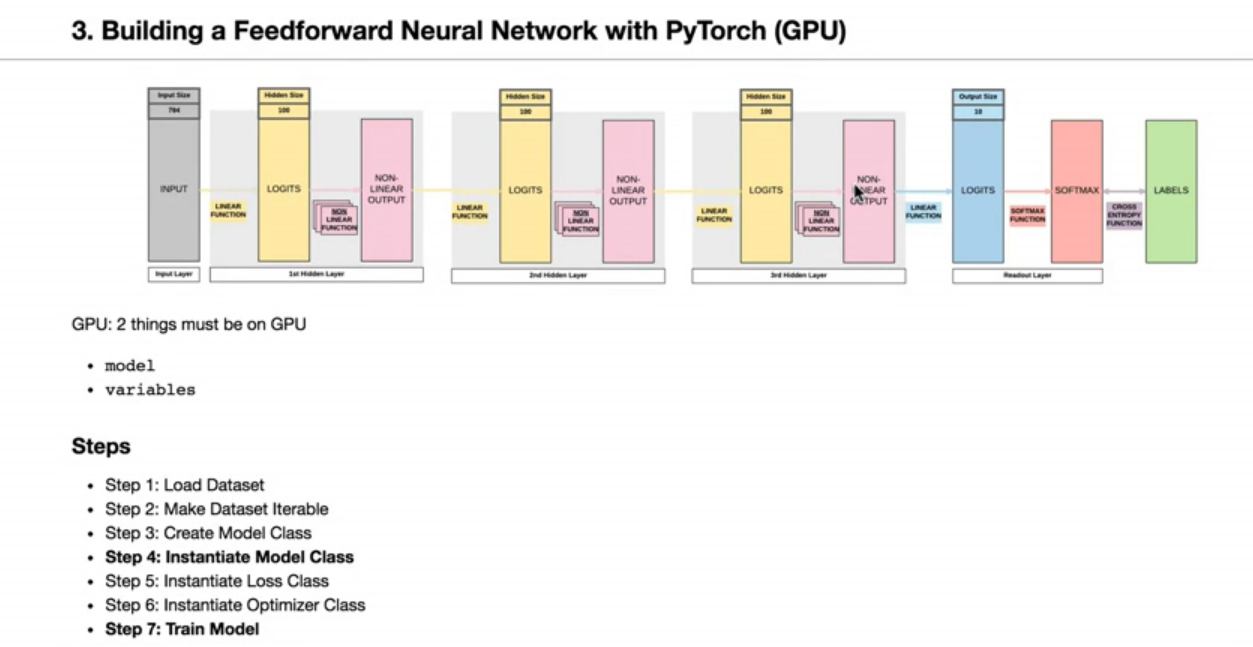 3. Building a Feedforward Neural Network with PyTorch (GPU)
Input Size
784
INPUT
Input Layer
LINEAR
FUNCTION
Hidden Size
100
LOGITS
NON
LINEAR
FUNCTION
NON-
LINEAR
OUTPUT
1st Hidden Layer
LINEAR
FUNCTION
Hidden Size
100
LOGITS
NON
LINEAR
FUNCTION
NON-
LINEAR
OUTPUT
2nd Hidden Layer
LINEAR
FUNCTION
Hidden Size
100
LOGITS
NON
LINEAR
FUNCTION
NON-
LINEAR
OUTPUT
3rd Hidden Layer
LINEAR
FUNCTION
Output Size
10
LOGITS
SOFTMAX
FUNCTION
SOFTMAX
Readout Layer
CROSS
ENTROPY
FUNCTION
LABELS
GPU: 2 things must be on GPU
• model
• variables
Steps
• Step 1: Load Dataset
• Step 2: Make Dataset Iterable
• Step 3: Create Model Class
• Step 4: Instantiate Model Class
• Step 5: Instantiate Loss Class
• Step 6: Instantiate Optimizer Class
• Step 7: Train Model